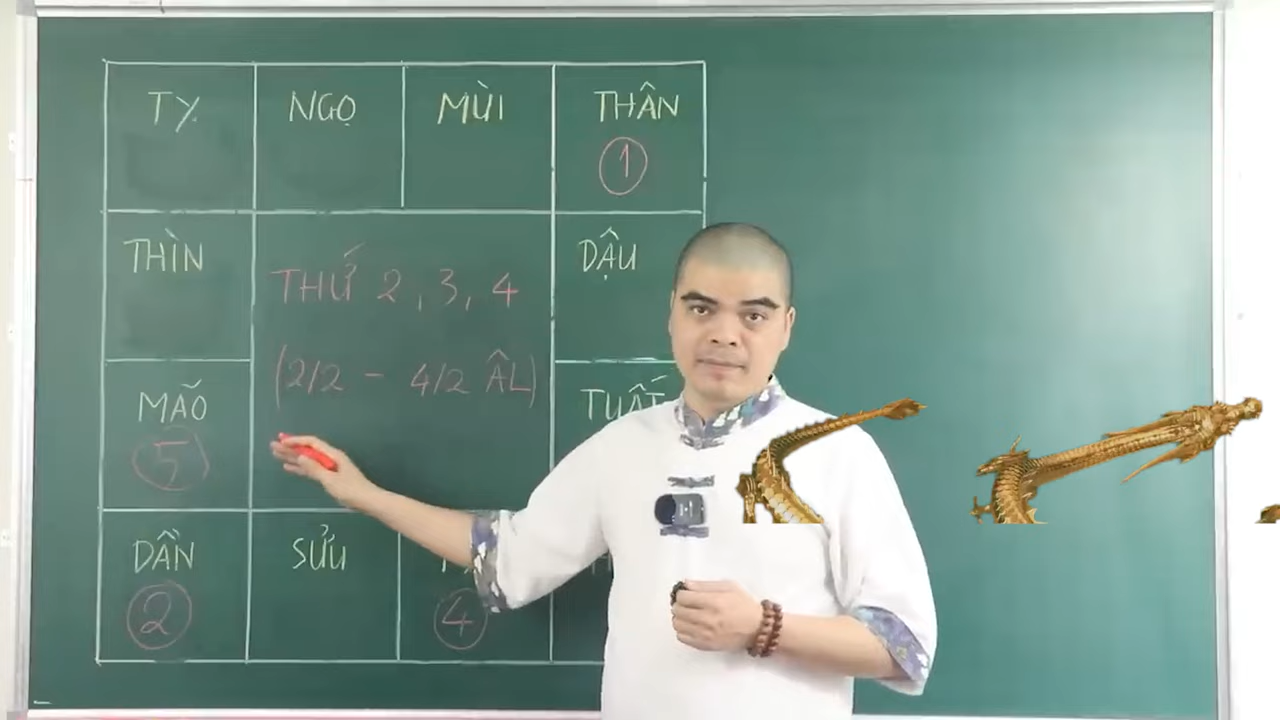 TỴ NGỌ MÙI THÂN
1
THÌN DẬU
THỨ 2, 3, 4
(2/2 - 4/2 ÂL)
MÃO
5
DẦN SỬU
2 4